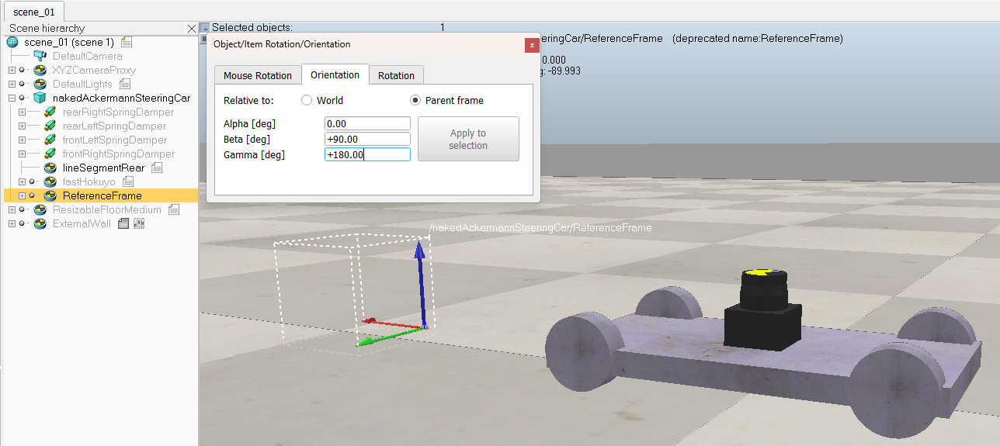 scene_01
Scene hierarchy
scene_01 (scene 1)
DefaultCamera
XYZCameraProxy
DefaultLights
nakedAckermannSteeringCar
rearRightSpringDamper
rearLeftSpringDamper
frontLeftSpringDamper
frontRightSpringDamper
lineSegmentRear
fastHokuyo
ReferenceFrame
ResizableFloorMedium
ExternalWall
Selected objects: 1
eeringCar/ReferenceFrame (deprecated name:ReferenceFrame)
0.000
g: -89.993
Object/Item Rotation/Orientation
x
Mouse Rotation Orientation Rotation
Relative to: World Parent frame
Alpha [deg] 0.00
Beta [deg] +90.00
Gamma [deg] +180.00
Apply to
selection
/nakedAckermannSteeringCar/ReferenceFrame